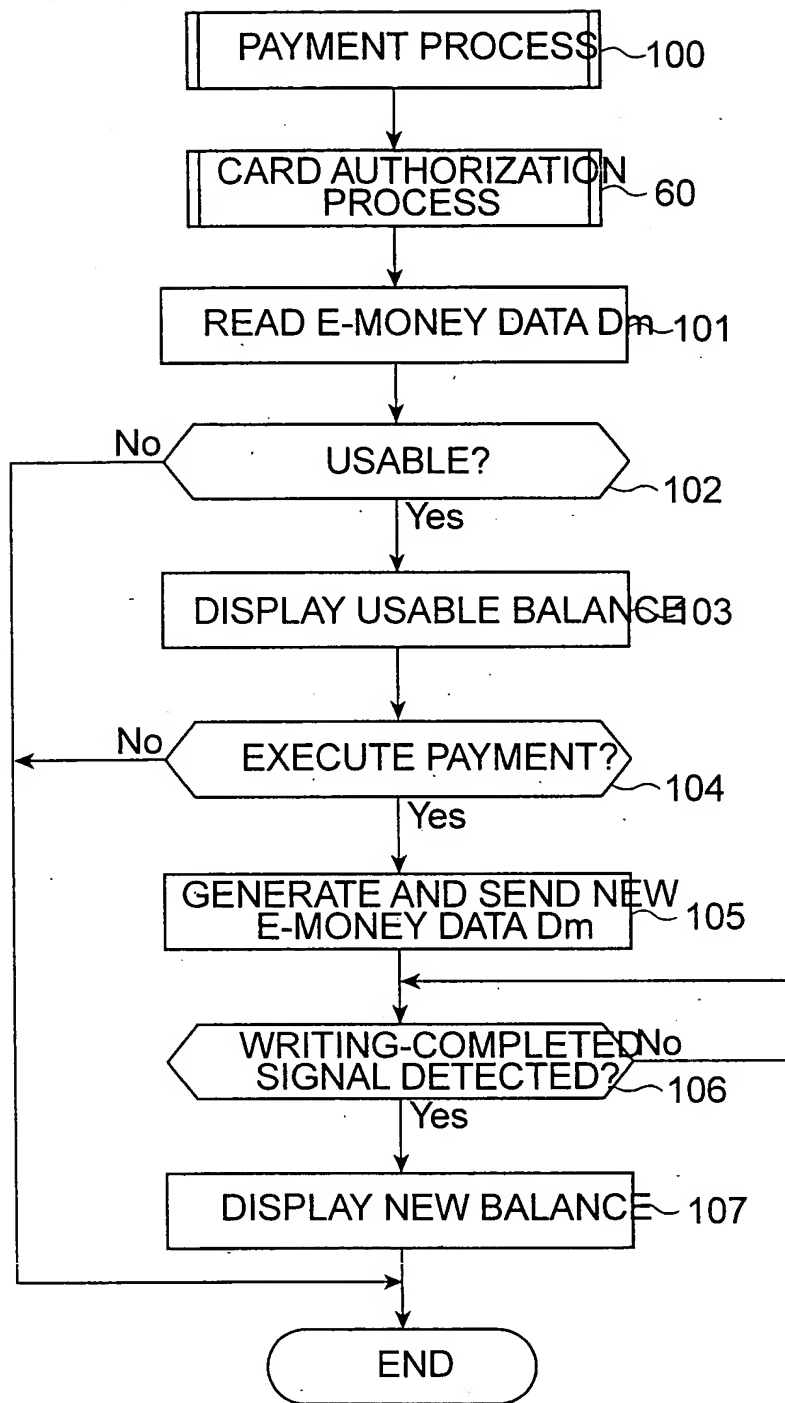 PAYMENT PROCESS
100
CARD AUTHORIZATION
PROCESS
60
READ E-MONEY DATA Dm
101
No
USABLE?
102
Yes
DISPLAY USABLE BALANCE
103
No
EXECUTE PAYMENT?
104
Yes
GENERATE AND SEND NEW
E-MONEY DATA Dm
105
WRITING-COMPLETED
SIGNAL DETECTED?
No
106
Yes
DISPLAY NEW BALANCE
107
END